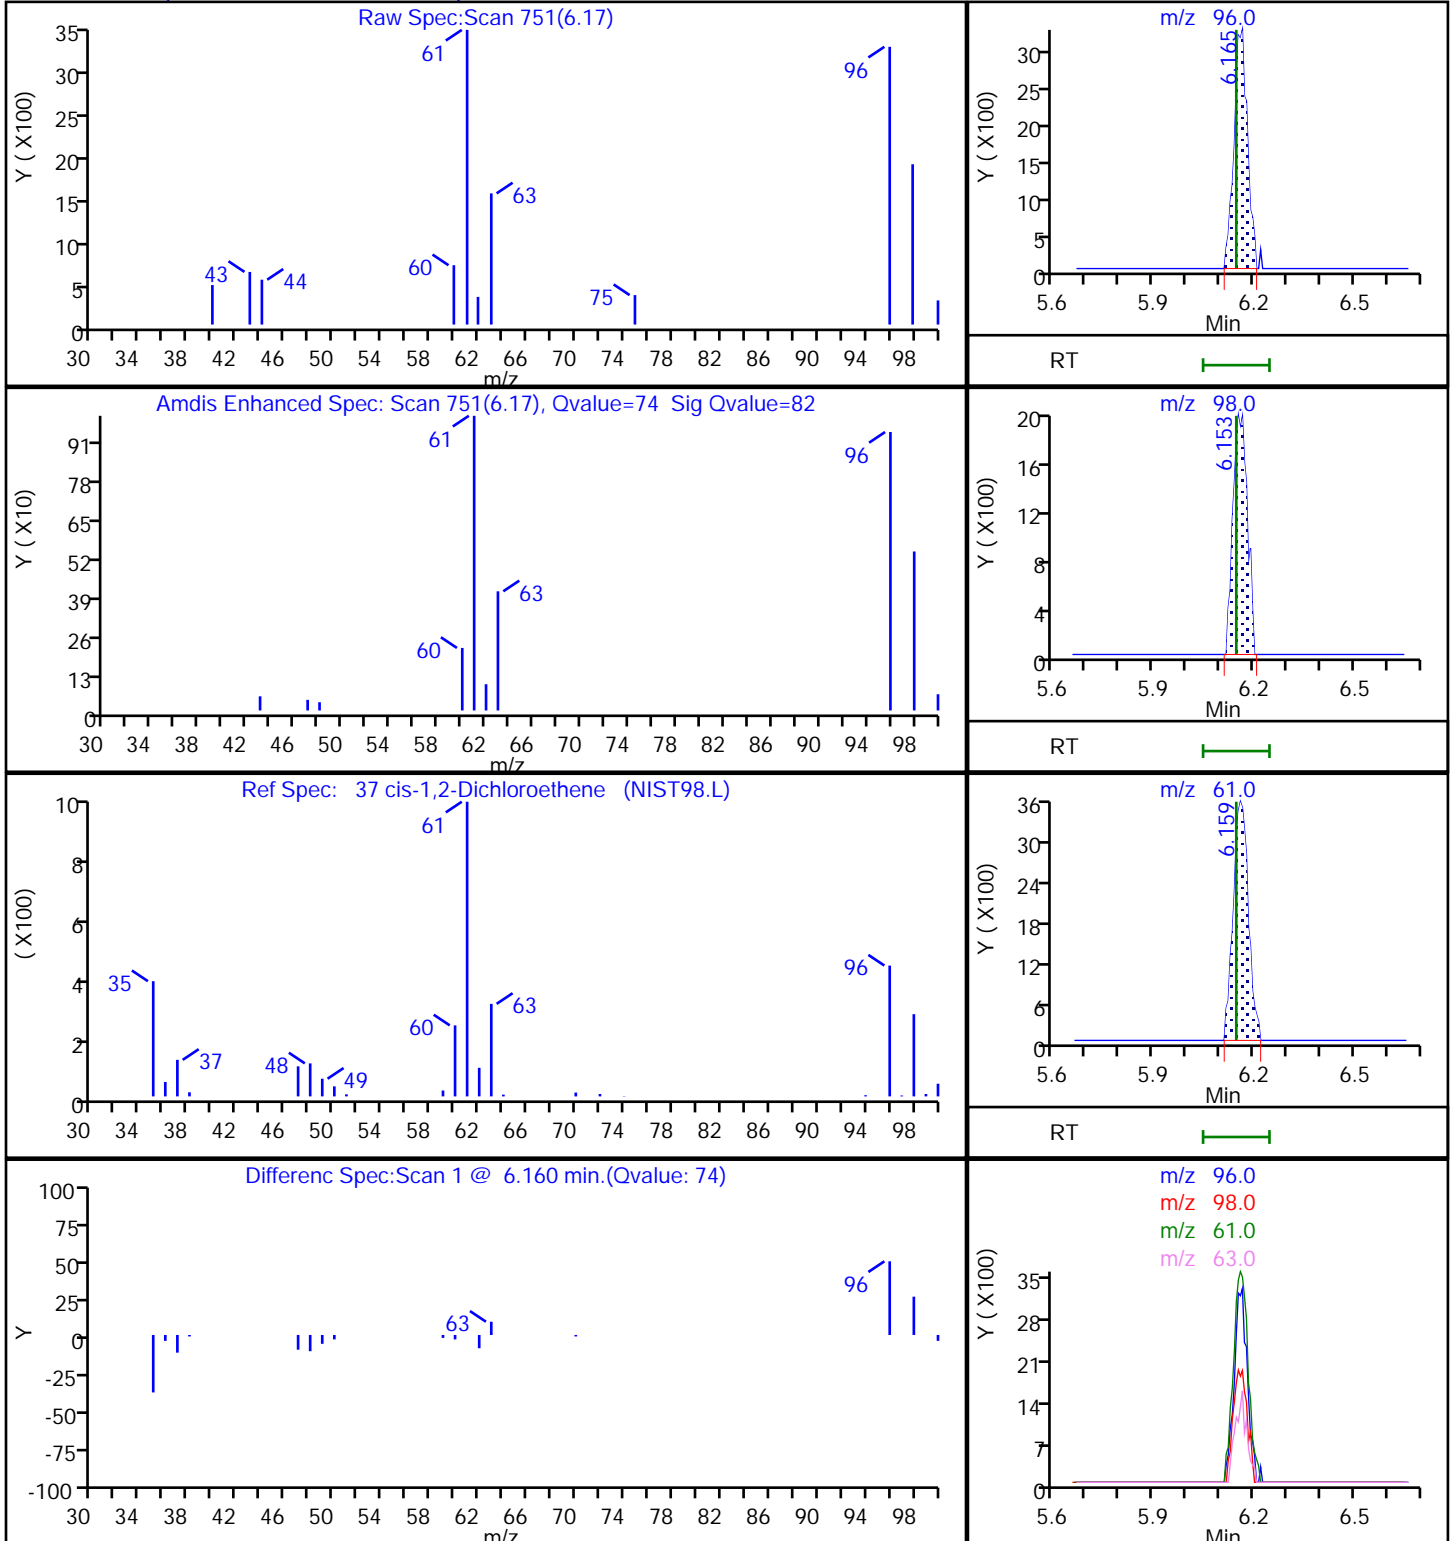 Raw Spec:Scan 751(6.17)
Y ( X100)
35
30
25
20
15
10
5
0
61
96
63
60
43
44
75
30 34 38 42 46 50 54 58 62 66 70 74 78 82 86 90 94 98
m/z
m/z 96.0
Y ( X100)
30
25
20
15
10
5
0
6.165
5.6 5.9 6.2 6.5
Min
RT
Amdis Enhanced Spec: Scan 751(6.17), Qvalue=74 Sig Qvalue=82
Y ( X10)
91
78
65
52
39
26
13
0
61
96
63
60
30 34 38 42 46 50 54 58 62 66 70 74 78 82 86 90 94 98
m/z
m/z 98.0
Y ( X100)
20
16
12
8
4
0
6.153
5.6 5.9 6.2 6.5
Min
RT
Ref Spec: 37 cis-1,2-Dichloroethene (NIST98.L)
( X100)
10
8
6
4
2
0
61
96
35
63
60
37
48
49
30 34 38 42 46 50 54 58 62 66 70 74 78 82 86 90 94 98
m/z 61.0
Y ( X100)
36
30
24
18
12
6
0
6.159
5.6 5.9 6.2 6.5
Min
RT
Differenc Spec:Scan 1 @ 6.160 min.(Qvalue: 74)
Y
100
75
50
25
0
-25
-50
-75
-100
96
63
30 34 38 42 46 50 54 58 62 66 70 74 78 82 86 90 94 98
m/z
m/z 96.0
m/z 98.0
m/z 61.0
m/z 63.0
Y ( X100)
35
28
21
14
7
0
5.6 5.9 6.2 6.5
Min